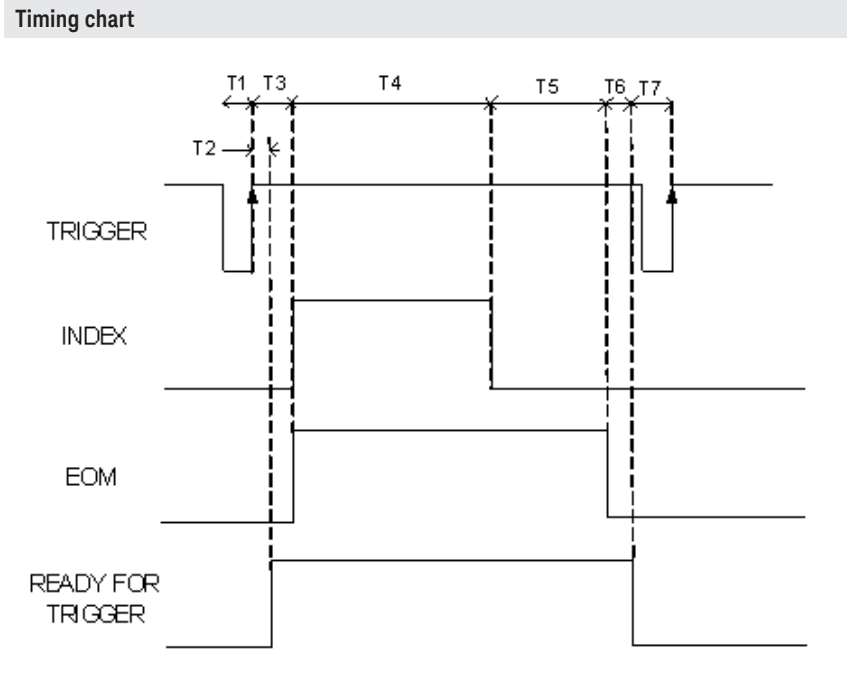 Timing chart
T1 T3 T4 T5 T6 T7
T2
TRIGGER
INDEX
EOM
READY FOR
TRIGGER